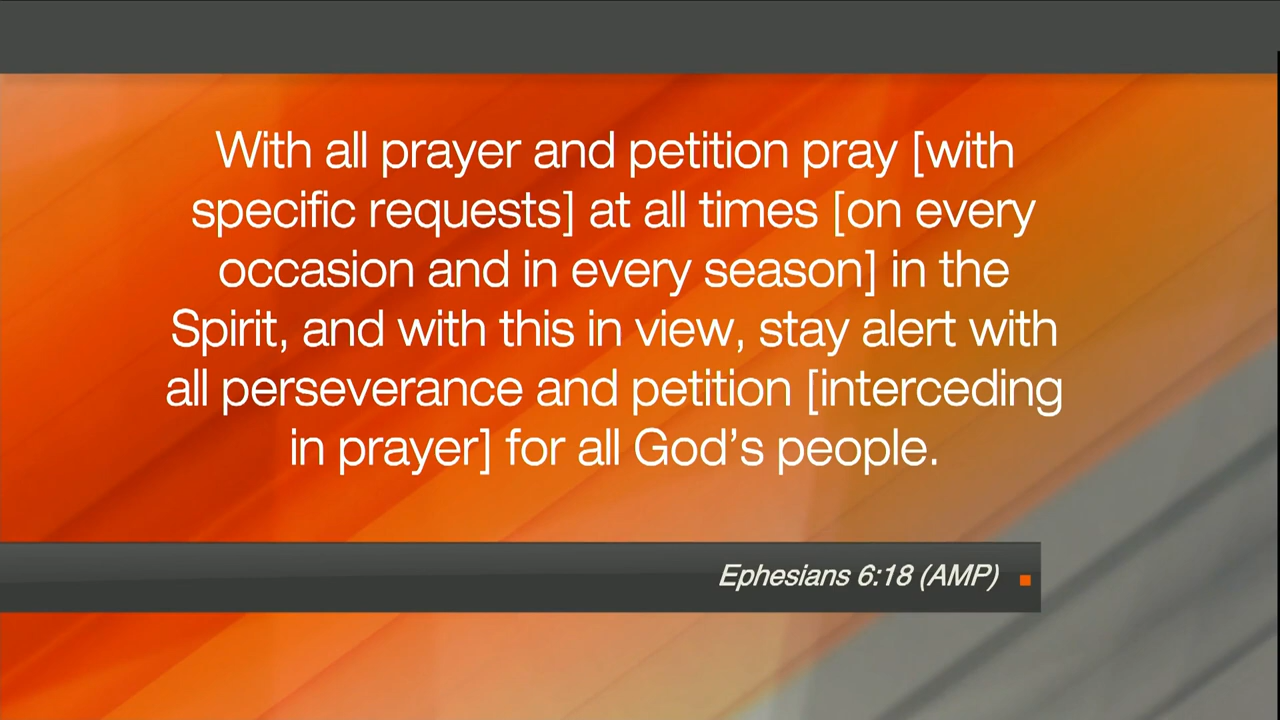 With all prayer and petition pray [with
specific requests] at all times [on every
occasion and in every season] in the
Spirit, and with this in view, stay alert with
all perseverance and petition [interceding
in prayer] for all God’s people.
Ephesians 6:18 (AMP)